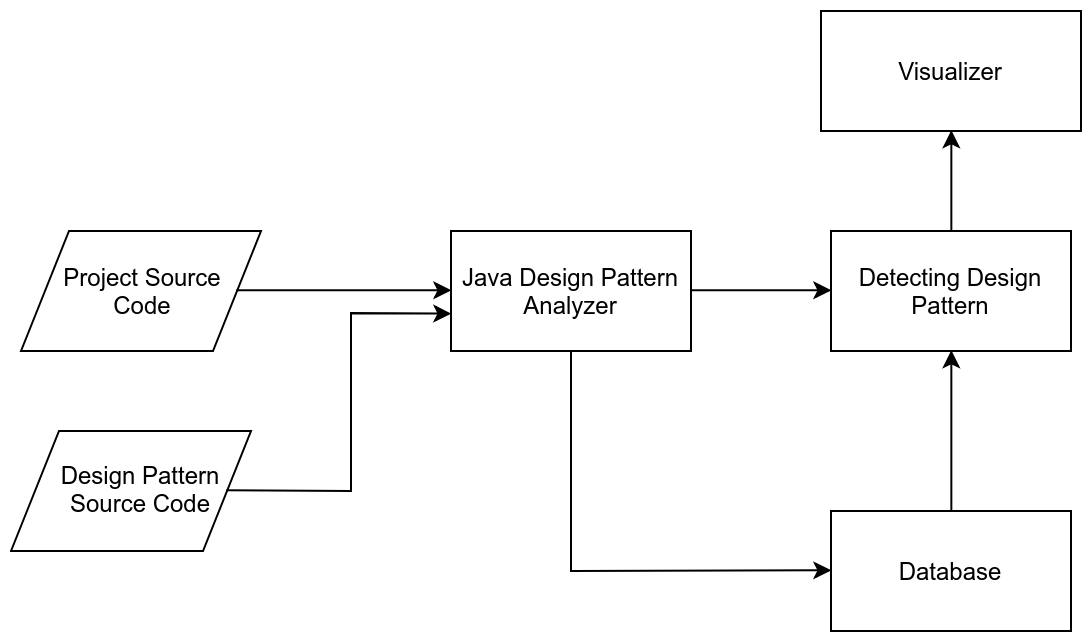 Visualizer
Project Source
Code
Java Design Pattern
Analyzer
Detecting Design
Pattern
Design Pattern
Source Code
Database